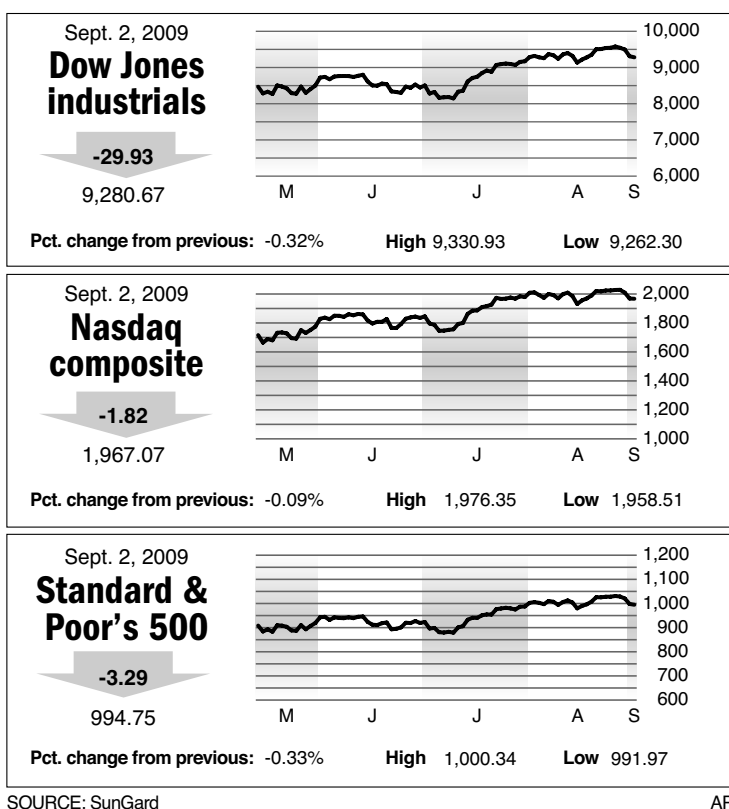 Sept. 2, 2009
Dow Jones
industrials
-29.93
9,280.67
10,000
9,000
8,000
7,000
6,000
M J J A S
Pct. change from previous: -0.32% High 9,330.93 Low 9,262.30
Sept. 2, 2009
Nasdaq
composite
-1.82
1,967.07
2,000
1,800
1,600
1,400
1,200
1,000
M J J A S
Pct. change from previous: -0.09% High 1,976.35 Low 1,958.51
Sept. 2, 2009
Standard &
Poor's 500
-3.29
994.75
1,200
1,100
1,000
900
800
700
600
M J J A S
Pct. change from previous: -0.33% High 1,000.34 Low 991.97
SOURCE: SunGard AP